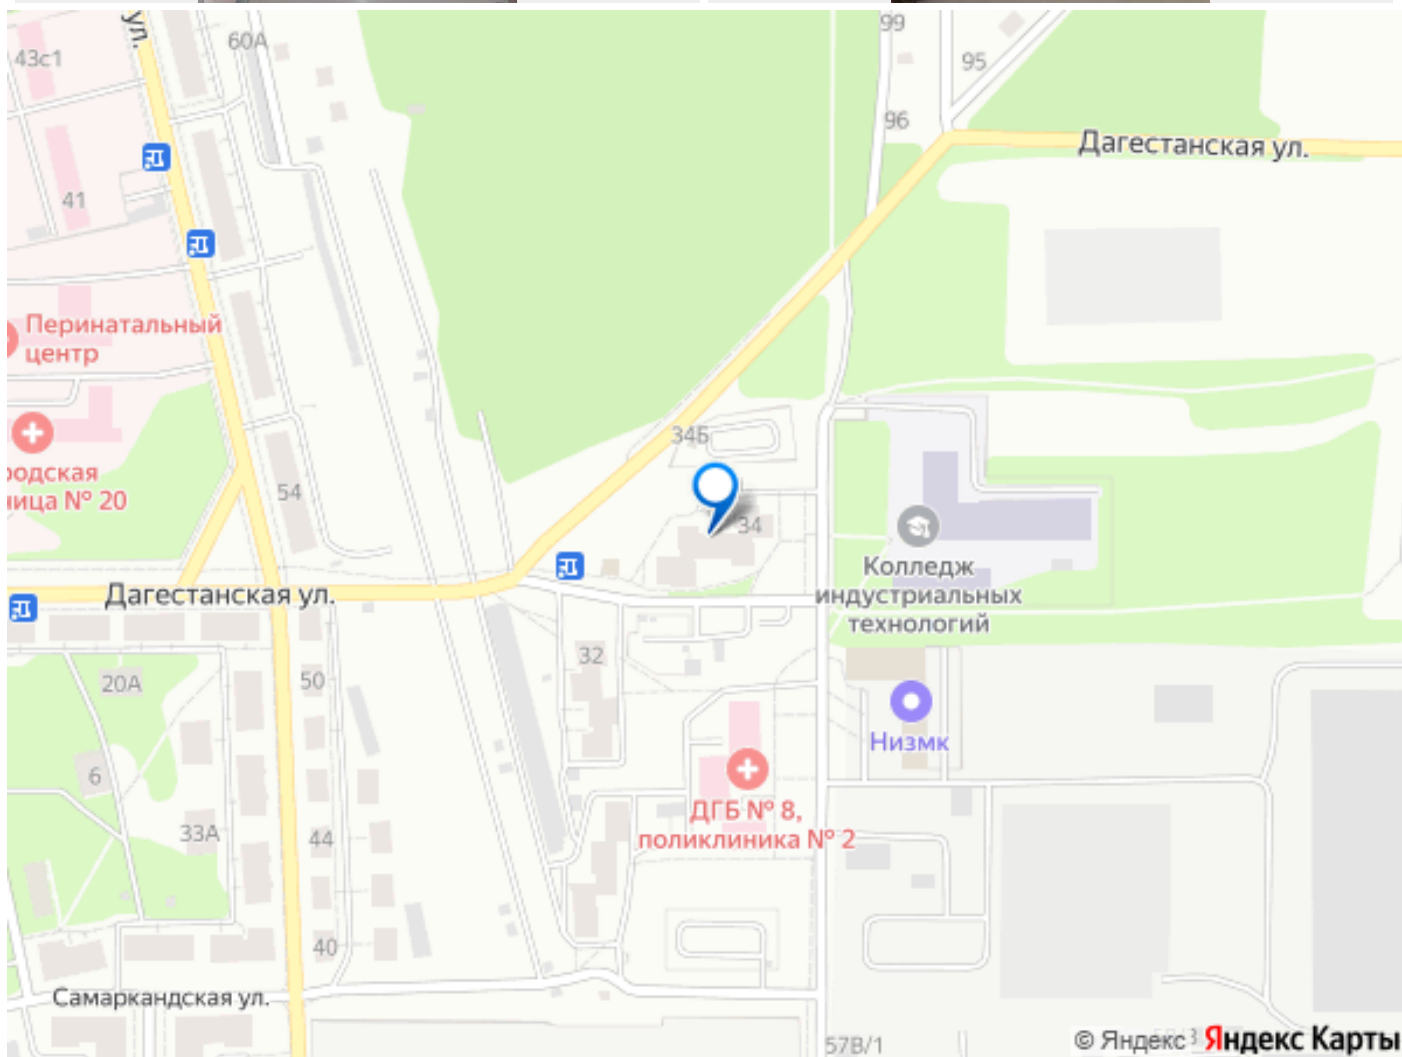 ул.
60А
99
43с1
95
96
Дагестанская ул.
41
Перинатальный
центр
34Б
54
родская
ница № 20
34
Колледж
индустриальных
технологий
Дагестанская ул.
32
20А
50
Низмк
6
33А
44
ДГБ № 8,
поликлиника № 2
40
Самаркандская ул.
57В/1
© Яндекс Яндекс Карты